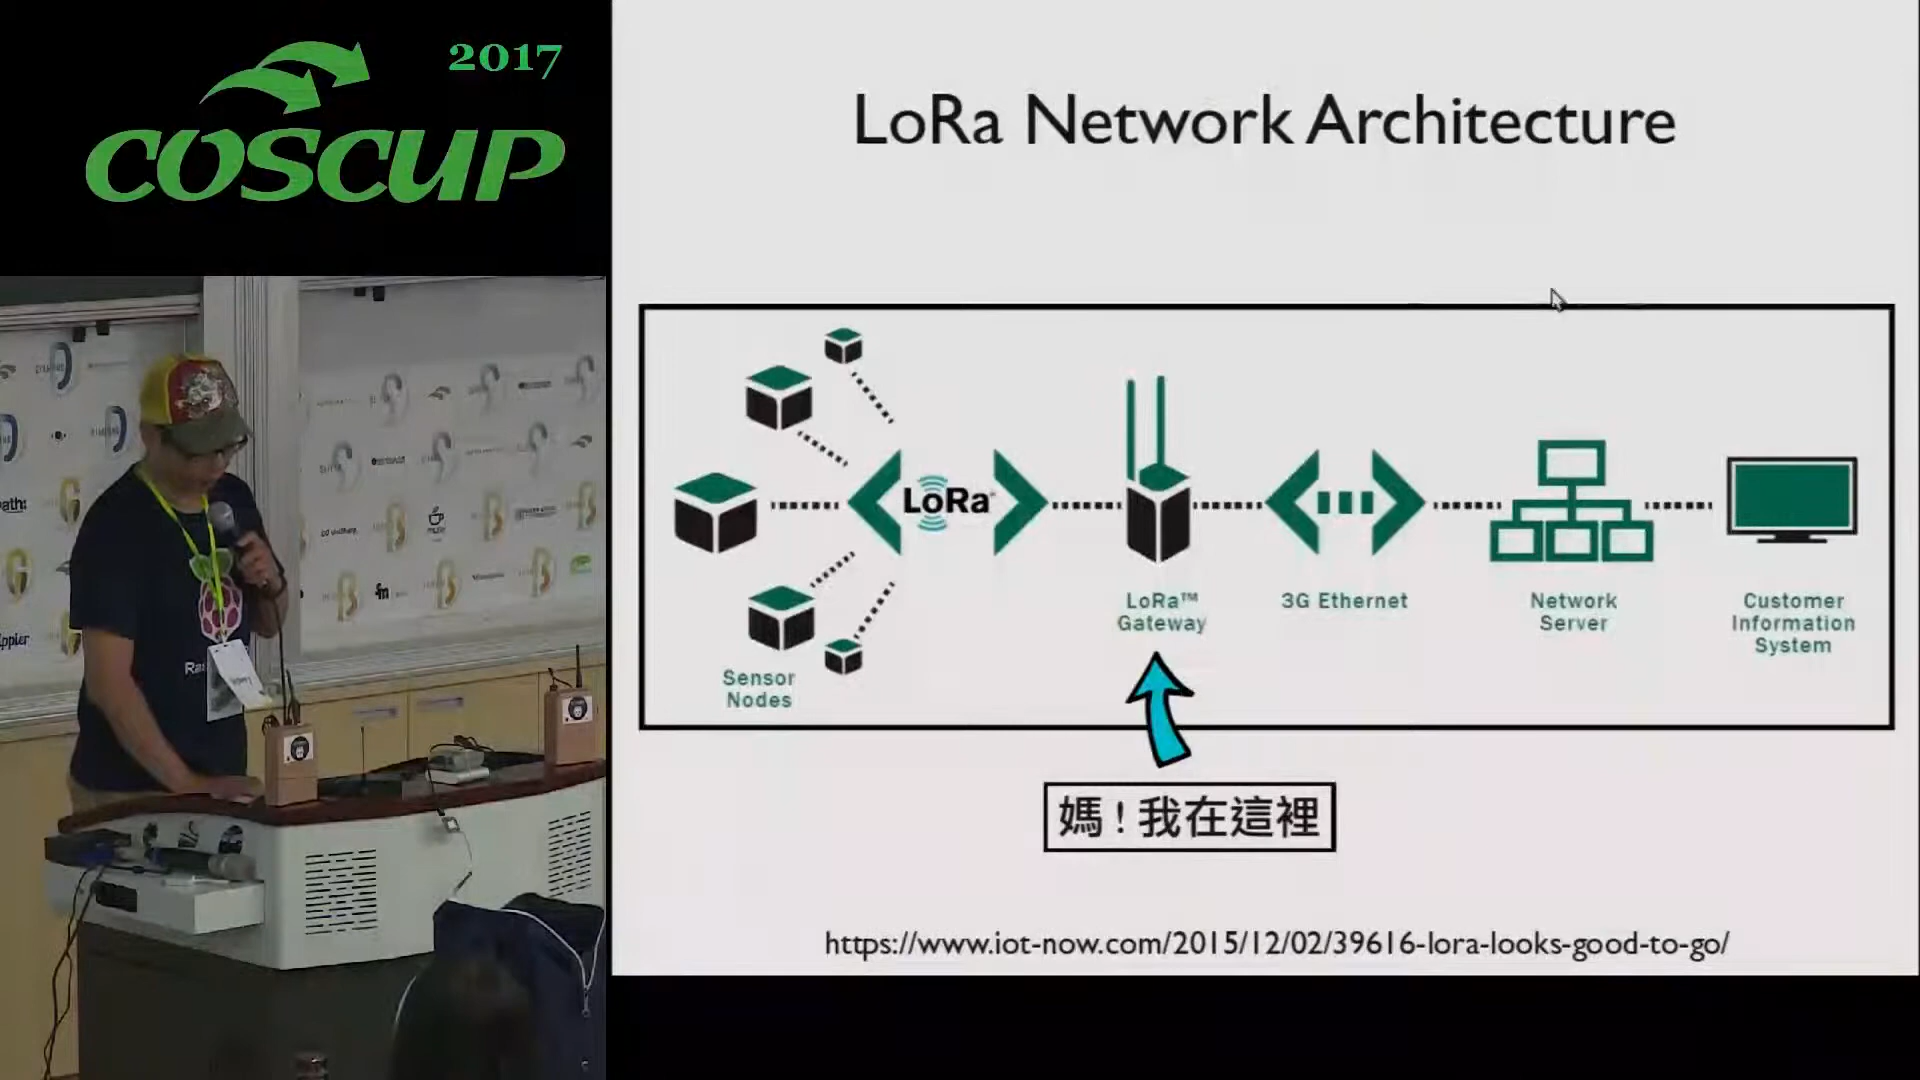 2017
COSCUP
LoRa Network Architecture
LoRa
Sensor
Nodes
LoRa™
Gateway
3G Ethernet
Network
Server
Customer
Information
System
媽!我在這裡
https://www.iot-now.com/2015/12/02/39616-lora-looks-good-to-go/